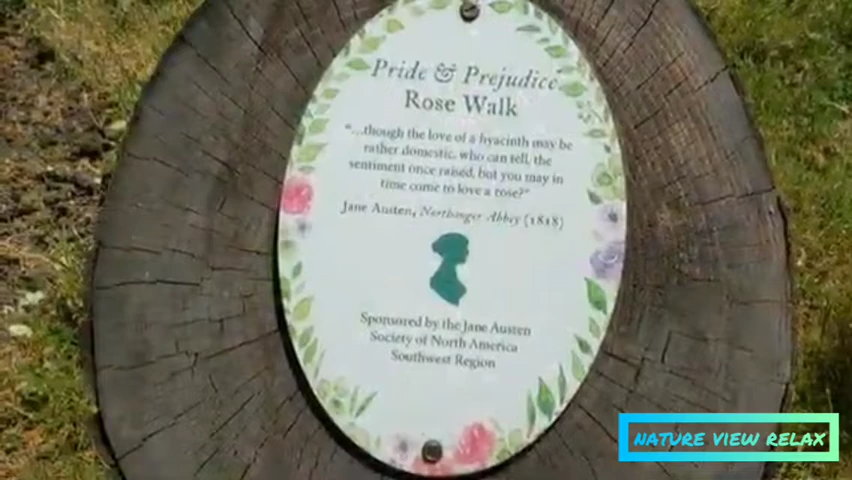 Pride & Prejudice
Rose Walk
"...though the love of a hyacinth may be
rather domestic, who can tell, the
sentiment once raised, but you may in
time come to love a rose?"
Jane Austen, Northanger Abbey (1818)
Sponsored by the Jane Austen
Society of North America
Southwest Region
NATURE VIEW RELAX